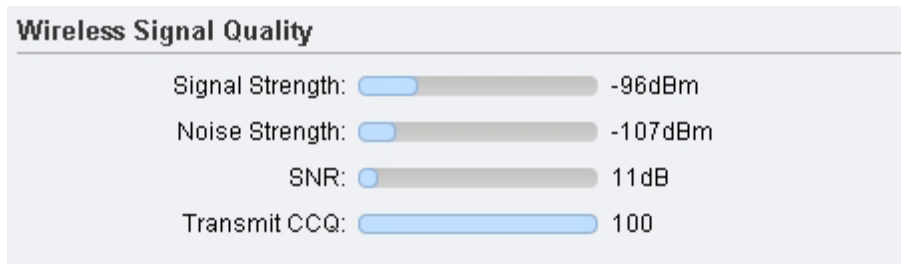 Wireless Signal Quality
Signal Strength: -96dBm
Noise Strength: -107dBm
SNR: 11dB
Transmit CCQ: 100